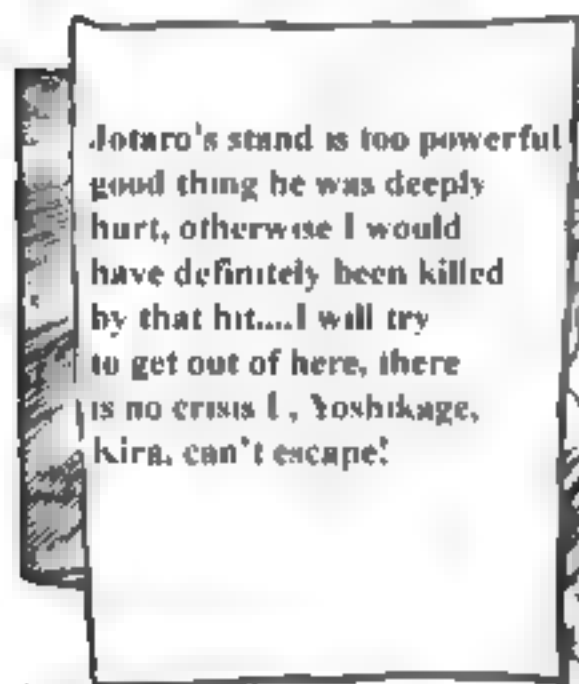 Jotaro's stand is too powerful
good thing he was deeply
hurt, otherwise I would
have definitely been killed
by that hit....I will try
to get out of here, there
is no crisis I , Yoshikage,
Kira, can't escape!